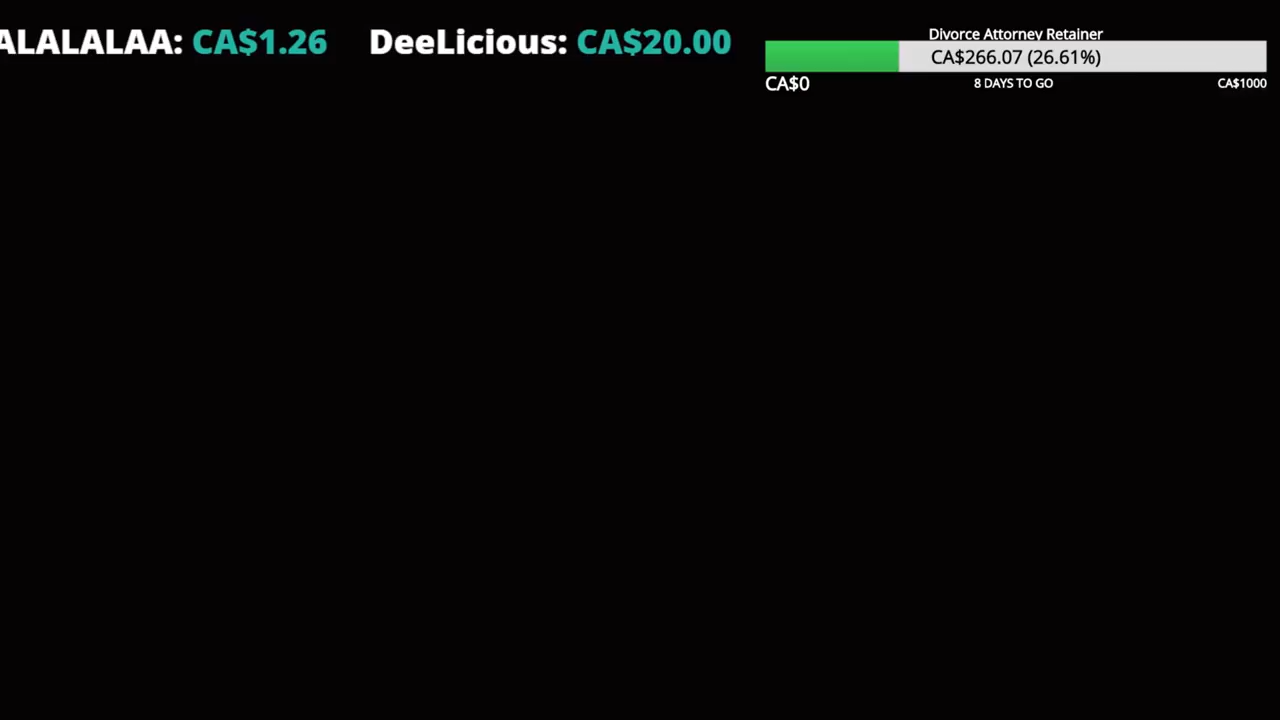 ALALALAA: CA$1.26 DeeLicious: CA$20.00
Divorce Attorney Retainer
CA$266.07 (26.61%)
CA$0 8 DAYS TO GO CA$1000